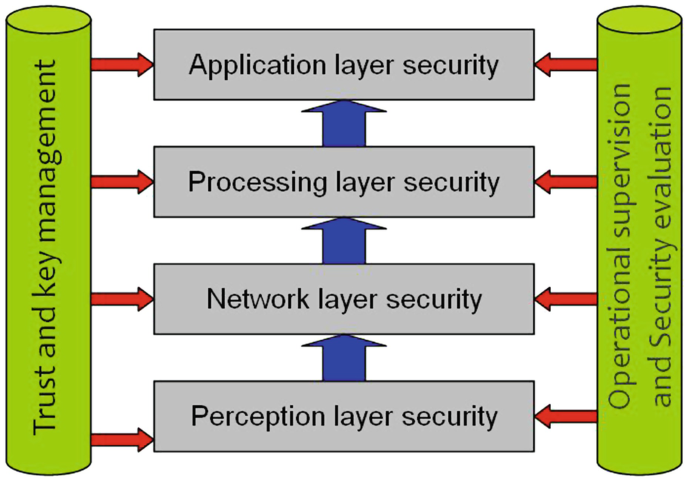 Trust and key management
Application layer security
Processing layer security
Network layer security
Perception layer security
Operational supervision
and Security evaluation